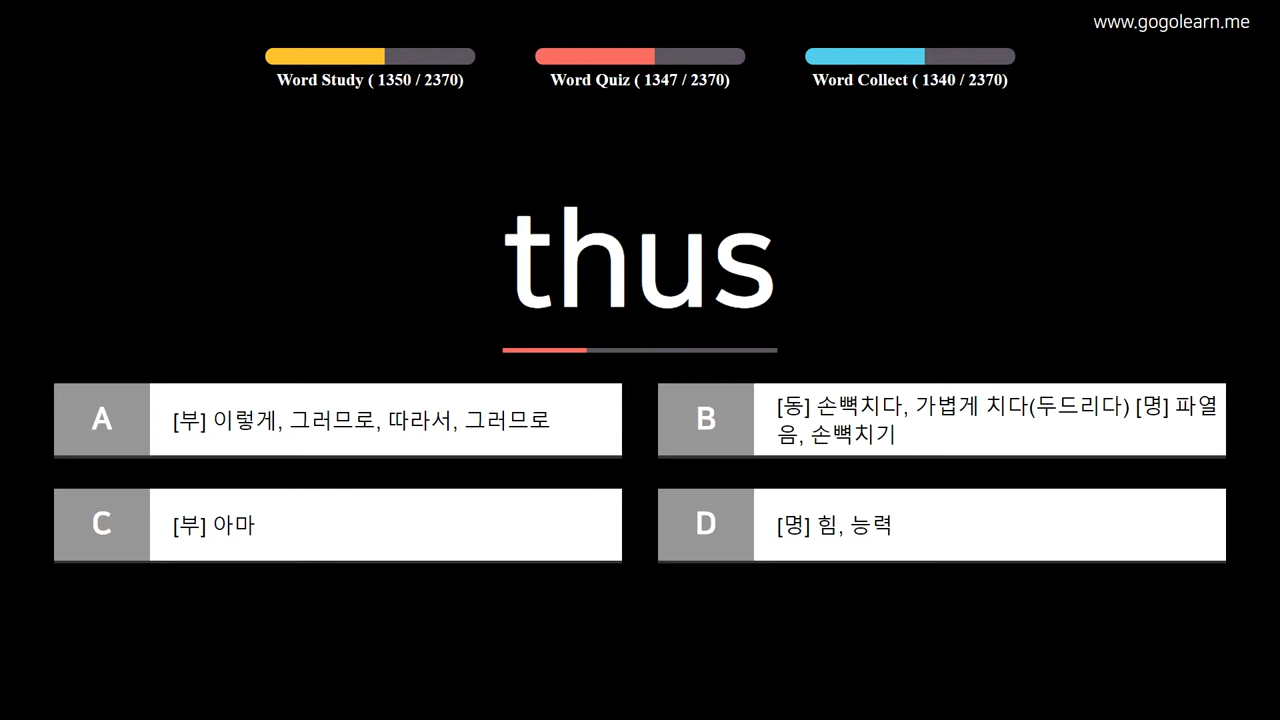 www.gogolearn.me
Word Study ( 1350 / 2370)
Word Quiz ( 1347 / 2370)
Word Collect ( 1340 / 2370)
thus
A
[부] 이렇게, 그러므로, 따라서, 그러므로
B
[동] 손뼉치다, 가볍게 치다(두드리다) [명] 파열
음, 손뼉치기
C
[부] 아마
D
[명] 힘, 능력